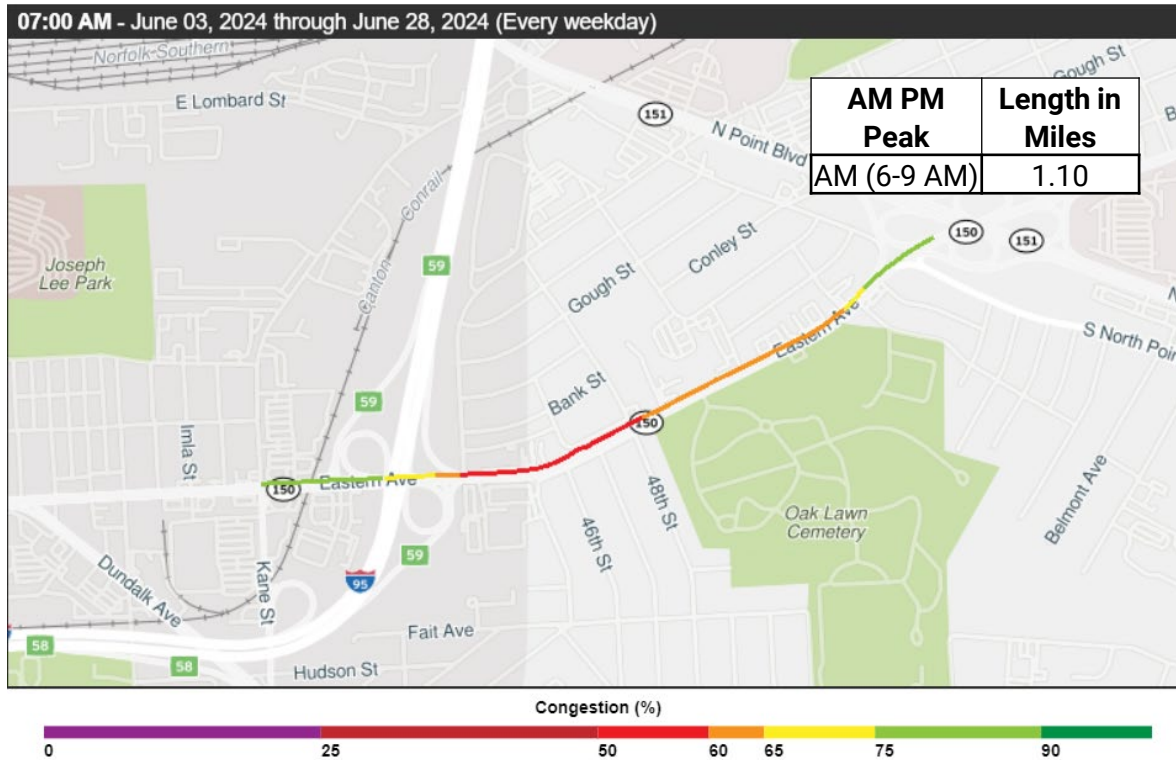 07:00 AM - June 03, 2024 through June 28, 2024 (Every weekday)
Norfolk Southern
E Lombard St
Gough St
151
N Point Blvd
AM PM Peak
Length in Miles
AM (6-9 AM)
1.10
Conrail
Canton
59
Joseph
Lee Park
150
151
Conley St
Gough St
S North Poin
Eastern Ave
59
Bank St
150
Imla St
150
Eastern Ave
48th St
46th St
Oak Lawn
Cemetery
Belmont Ave
59
95
Dundalk Ave
Kane St
Fait Ave
58
58
Hudson St
Congestion (%)
0 25 50 60 65 75 90